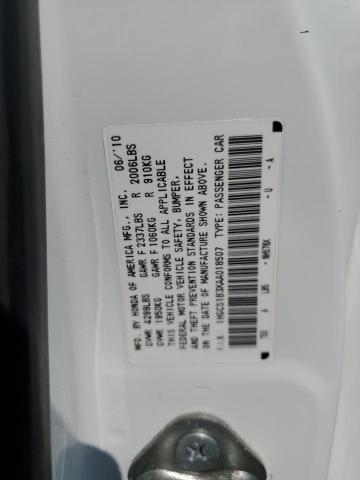 MFD. BY HONDA OF AMERICA MFG., INC. 06/'10
GVWR 4299LBS GAWR F 2337LBS R 2006LBS
GVWR 1950KG GAWR F 1060KG R 910KG
THIS VEHICLE CONFORMS TO ALL APPLICABLE
FEDERAL MOTOR VEHICLE SAFETY, BUMPER,
AND THEFT PREVENTION STANDARDS IN EFFECT
ON THE DATE OF MANUFACTURE SHOWN ABOVE.
V.I.N. 1HGCS1B3XAA018507 TYPE: PASSENGER CAR
A LBS - - U - A